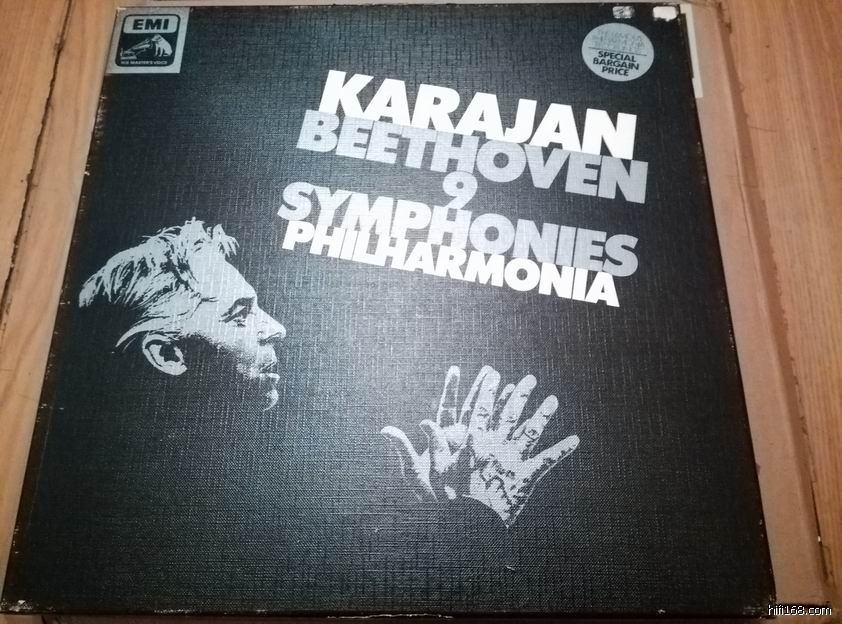 EMI
HIS MASTER'S VOICE
SPECIAL
BARGAIN
PRICE
KARAJAN
BEETHOVEN
9
SYMPHONIES
PHILHARMONIA
hifi168.com